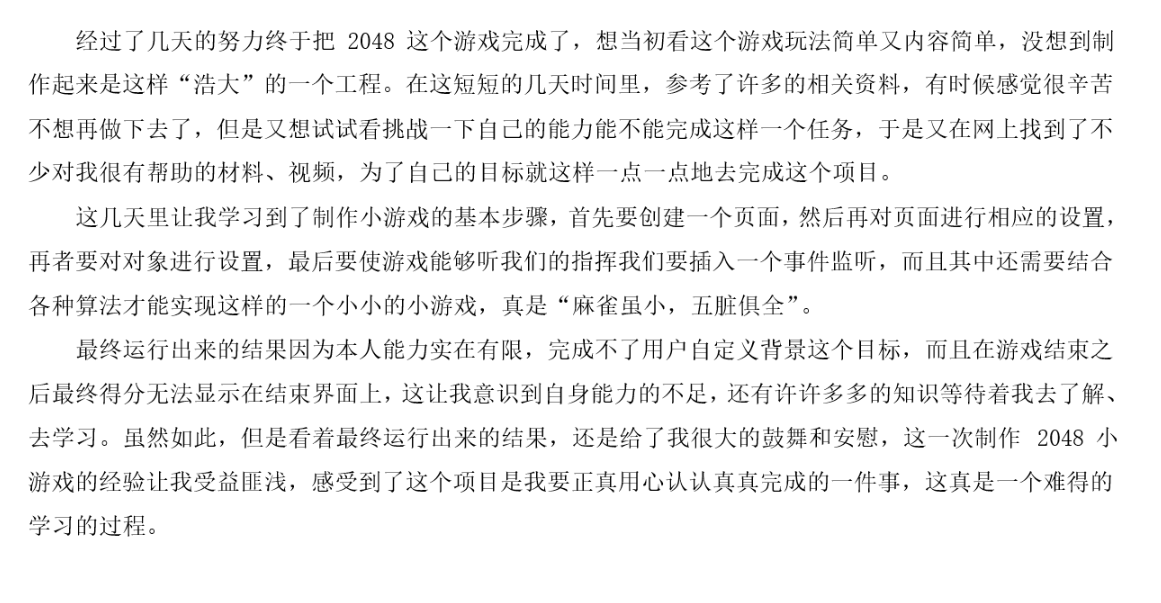 经过了几天的努力终于把 2048 这个游戏完成了，想当初看这个游戏玩法简单又内容简单，没想到制
作起来是这样“浩大”的一个工程。在这短短的几天时间里，参考了许多的相关资料，有时候感觉很辛苦
不想再做下去了，但是又想试试看挑战一下自己的能力能不能完成这样一个任务，于是又在网上找到了不
少对我很有帮助的材料、视频，为了自己的目标就这样一点一点地去完成这个项目。
这几天里让我学习到了制作小游戏的基本步骤，首先要创建一个页面，然后再对页面进行相应的设置，
再者要对对象进行设置，最后要使游戏能够听我们的指挥我们要插入一个事件监听，而且其中还需要结合
各种算法才能实现这样的一个小小的小游戏，真是“麻雀虽小，五脏俱全”。
最终运行出来的结果因为本人能力实在有限，完成不了用户自定义背景这个目标，而且在游戏结束之
后最终得分无法显示在结束界面上，这让我意识到自身能力的不足，还有许许多多的知识等待着我去了解、
去学习。虽然如此，但是看着最终运行出来的结果，还是给了我很大的鼓舞和安慰，这一次制作 2048 小
游戏的经验让我受益匪浅，感受到了这个项目是我要正真用心认认真真完成的一件事，这真是一个难得的
学习的过程。